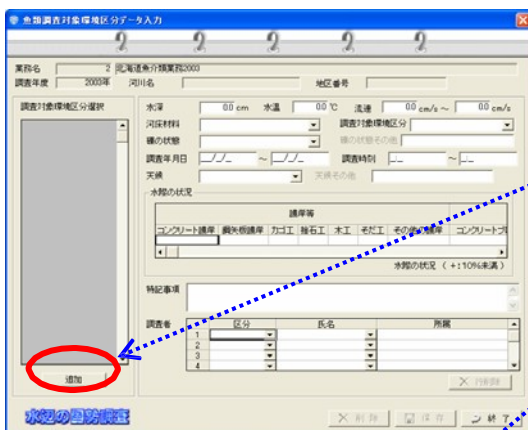 魚類調査対象環境区分データ入力
業務名 2 北海道魚介類業務2003
調査年度 2003年 河川名 地区番号
調査対象環境区分選択
水深 0.0 cm 水温 0.0 ℃ 流速 0.0 cm/s ~ 0.0 cm/s
河床材料 調査対象環境区分
礫の状態 礫の状態その他
調査年月日 _/_/_ ~ _/_/_ 調査時刻 _:_ ~ _:_
天候 天候その他
水際の状況
護岸等
コンクリート護岸 鋼矢板護岸 カゴ工 捨石工 木工 そだ工 その他の護岸 コンクリートブロ
水際の状況 ( +:10%未満 )
特記事項
調査者 区分 氏名 所属
1
2
3
4
追加
× 行削除
水辺の国勢調査
× 削除 保存 終了